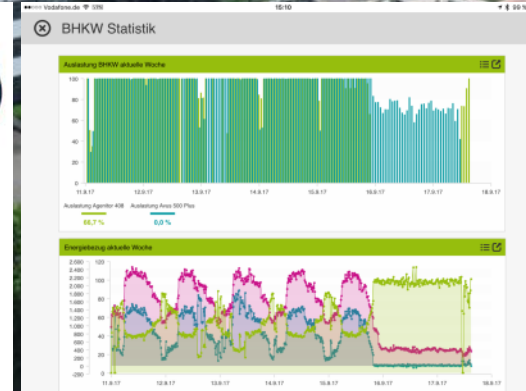 Vodafone.de 15:10 99 %
BHKW Statistik
Auslastung BHKW aktuelle Woche
100
80
60
40
20
0
11.9.17 12.9.17 13.9.17 14.9.17 15.9.17 16.9.17 17.9.17 18.9.17
Auslastung Agenitor 408 Auslastung Avus 500 Plus
88,7 % 0,0 %
Energiebezug aktuelle Woche
2.600 120
2.400
2.200 100
2.000
1.800 80
1.600
1.400
1.200 60
1.000
800 40
600
400 20
200
0
-200 0
11.9.17 12.9.17 13.9.17 14.9.17 15.9.17 16.9.17 17.9.17 18.9.17